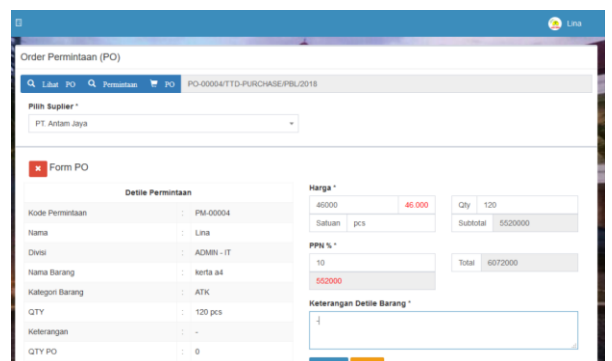 Lina
Order Permintaan (PO)
Lihat PO Permintaan PO PO-00004/TTD-PURCHASE/PBL/2018
Pilih Suplier *
PT. Antam Jaya
× Form PO
Detile Permintaan
Kode Permintaan : PM-00004
Nama : Lina
Divisi : ADMIN - IT
Nama Barang : kerta a4
Kategori Barang : ATK
QTY : 120 pcs
Keterangan : -
QTY PO : 0
Harga *
46000 46.000 Qty 120
Satuan pcs Subtotal 5520000
PPN % *
10 Total 6072000
552000
Keterangan Detile Barang *
-